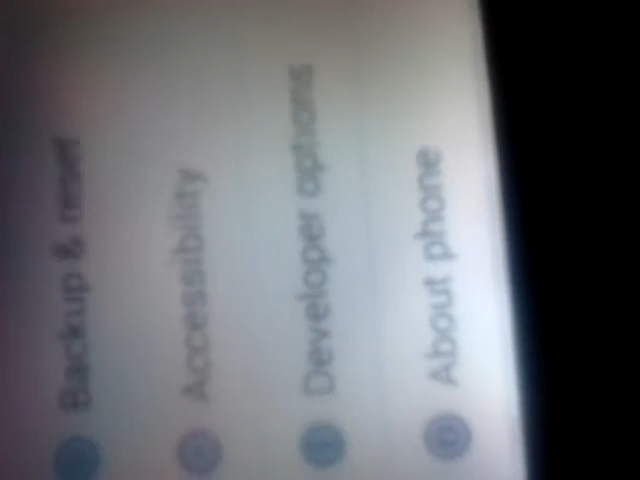 Backup & reset
Accessibility
Developer options
About phone